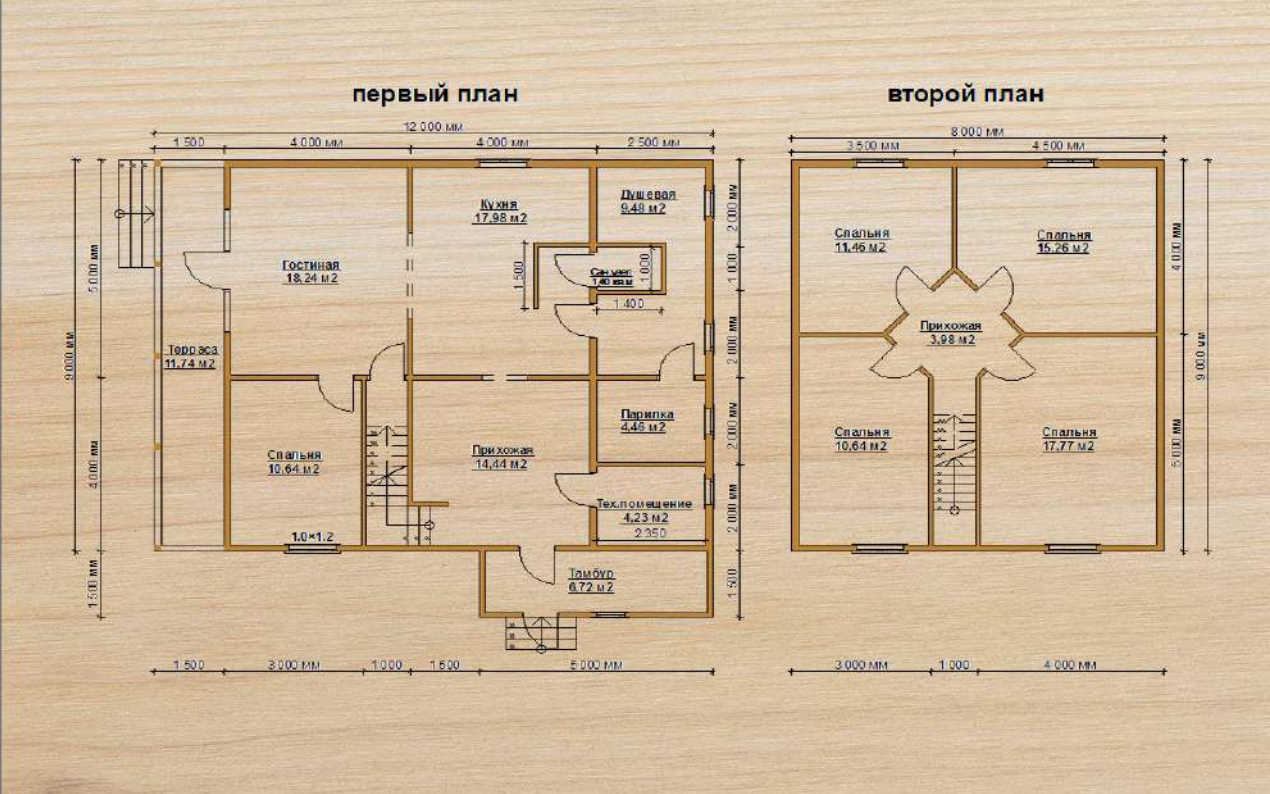 первый план
второй план
12 000 мм
1 500
4 000 мм
4 000 мм
2 500 мм
8 000 мм
3 500 мм
4 500 мм
Кухня
17,98 м2
Душевая
9,48 м2
2 000 мм
Спальня
11,46 м2
Спальня
15,26 м2
4 000 мм
5 000 мм
Гостиная
18,24 м2
1 500
1 000
1 000
1 400
Терраса
11,74 м2
9 000 мм
2 000 мм
Прихожая
3,98 м2
9 000 мм
Парилка
4,46 м2
2 000 мм
Спальня
10,64 м2
Прихожая
14,44 м2
4 000 мм
Спальня
10,64 м2
Спальня
17,77 м2
5 000 мм
Тех.помещение
4,23 м2
2 350
2 000 мм
1.0*1.2
Тамбур
6,72 м2
1 500 мм
1 500
1 500
3 000 мм
1 000
1 500
5 000 мм
3 000 мм
1 000
4 000 мм